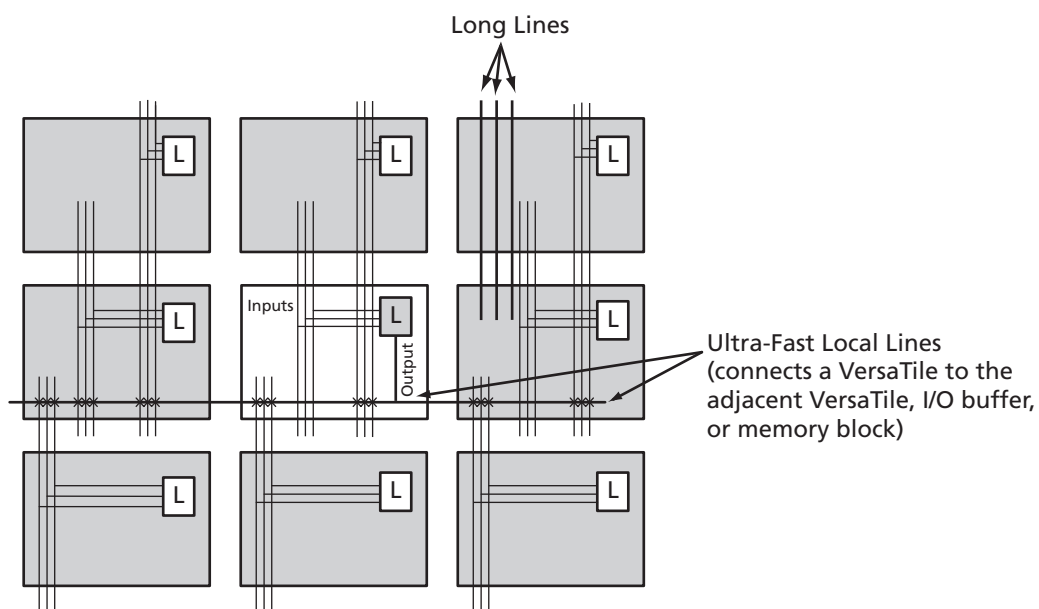 Long Lines
L
L
L
Inputs
L
L
L
Output
Ultra-Fast Local Lines
(connects a VersaTile to the
adjacent VersaTile, I/O buffer,
or memory block)
L
L
L